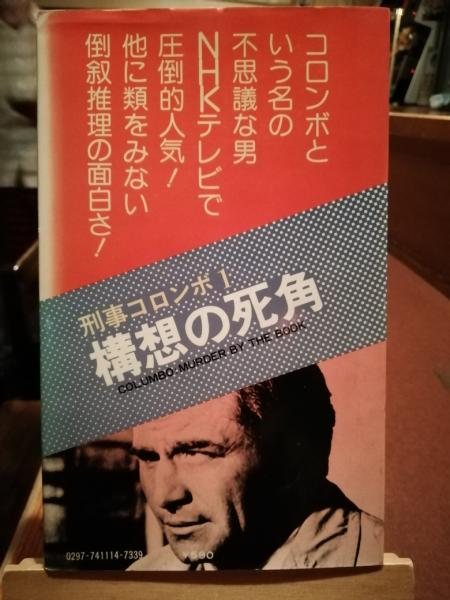 コロンボと
いう名の
不思議な男
NHKテレビで
圧倒的人気！
他に類をみない
倒叙推理の面白さ！
刑事コロンボ1
構想の死角
COLUMBO: MURDER BY THE BOOK
0297-741114-7339
¥590